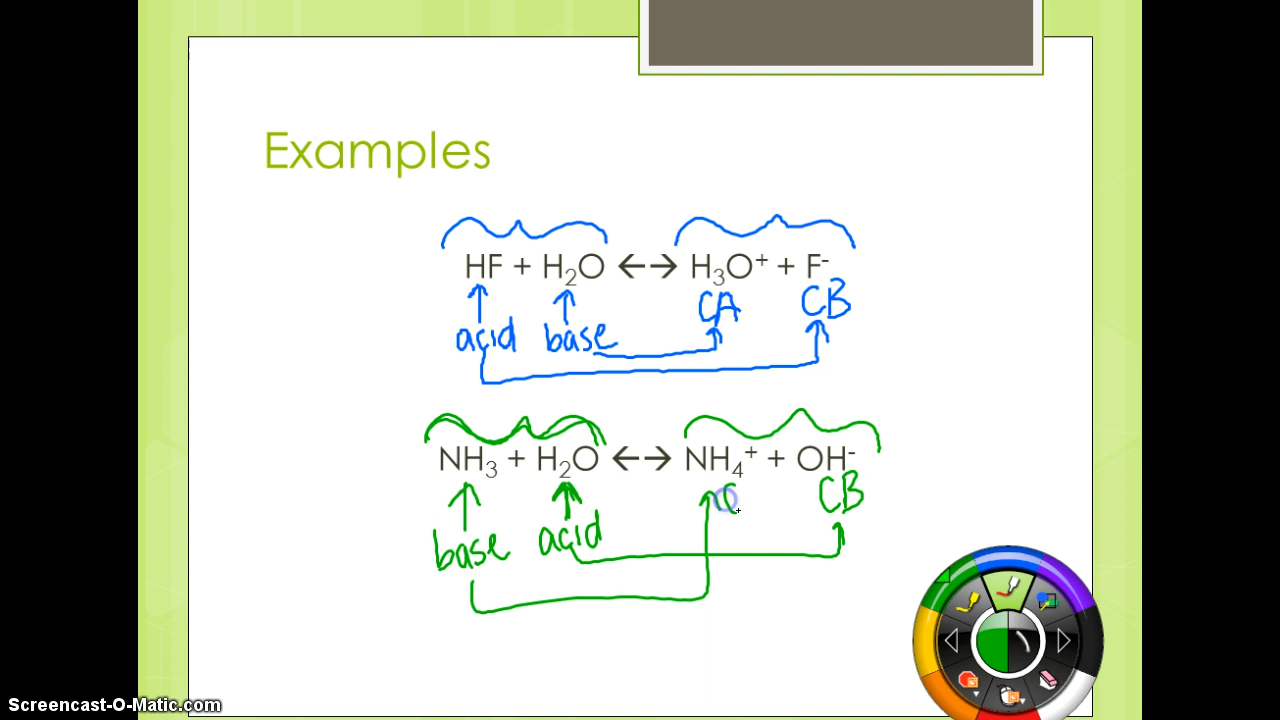 Examples
HF + H₂O ←→ H₃O⁺ + F⁻
CA CB
acid base
NH₃ + H₂O ←→ NH₄⁺ + OH⁻
C CB
base acid
Screencast-O-Matic.com